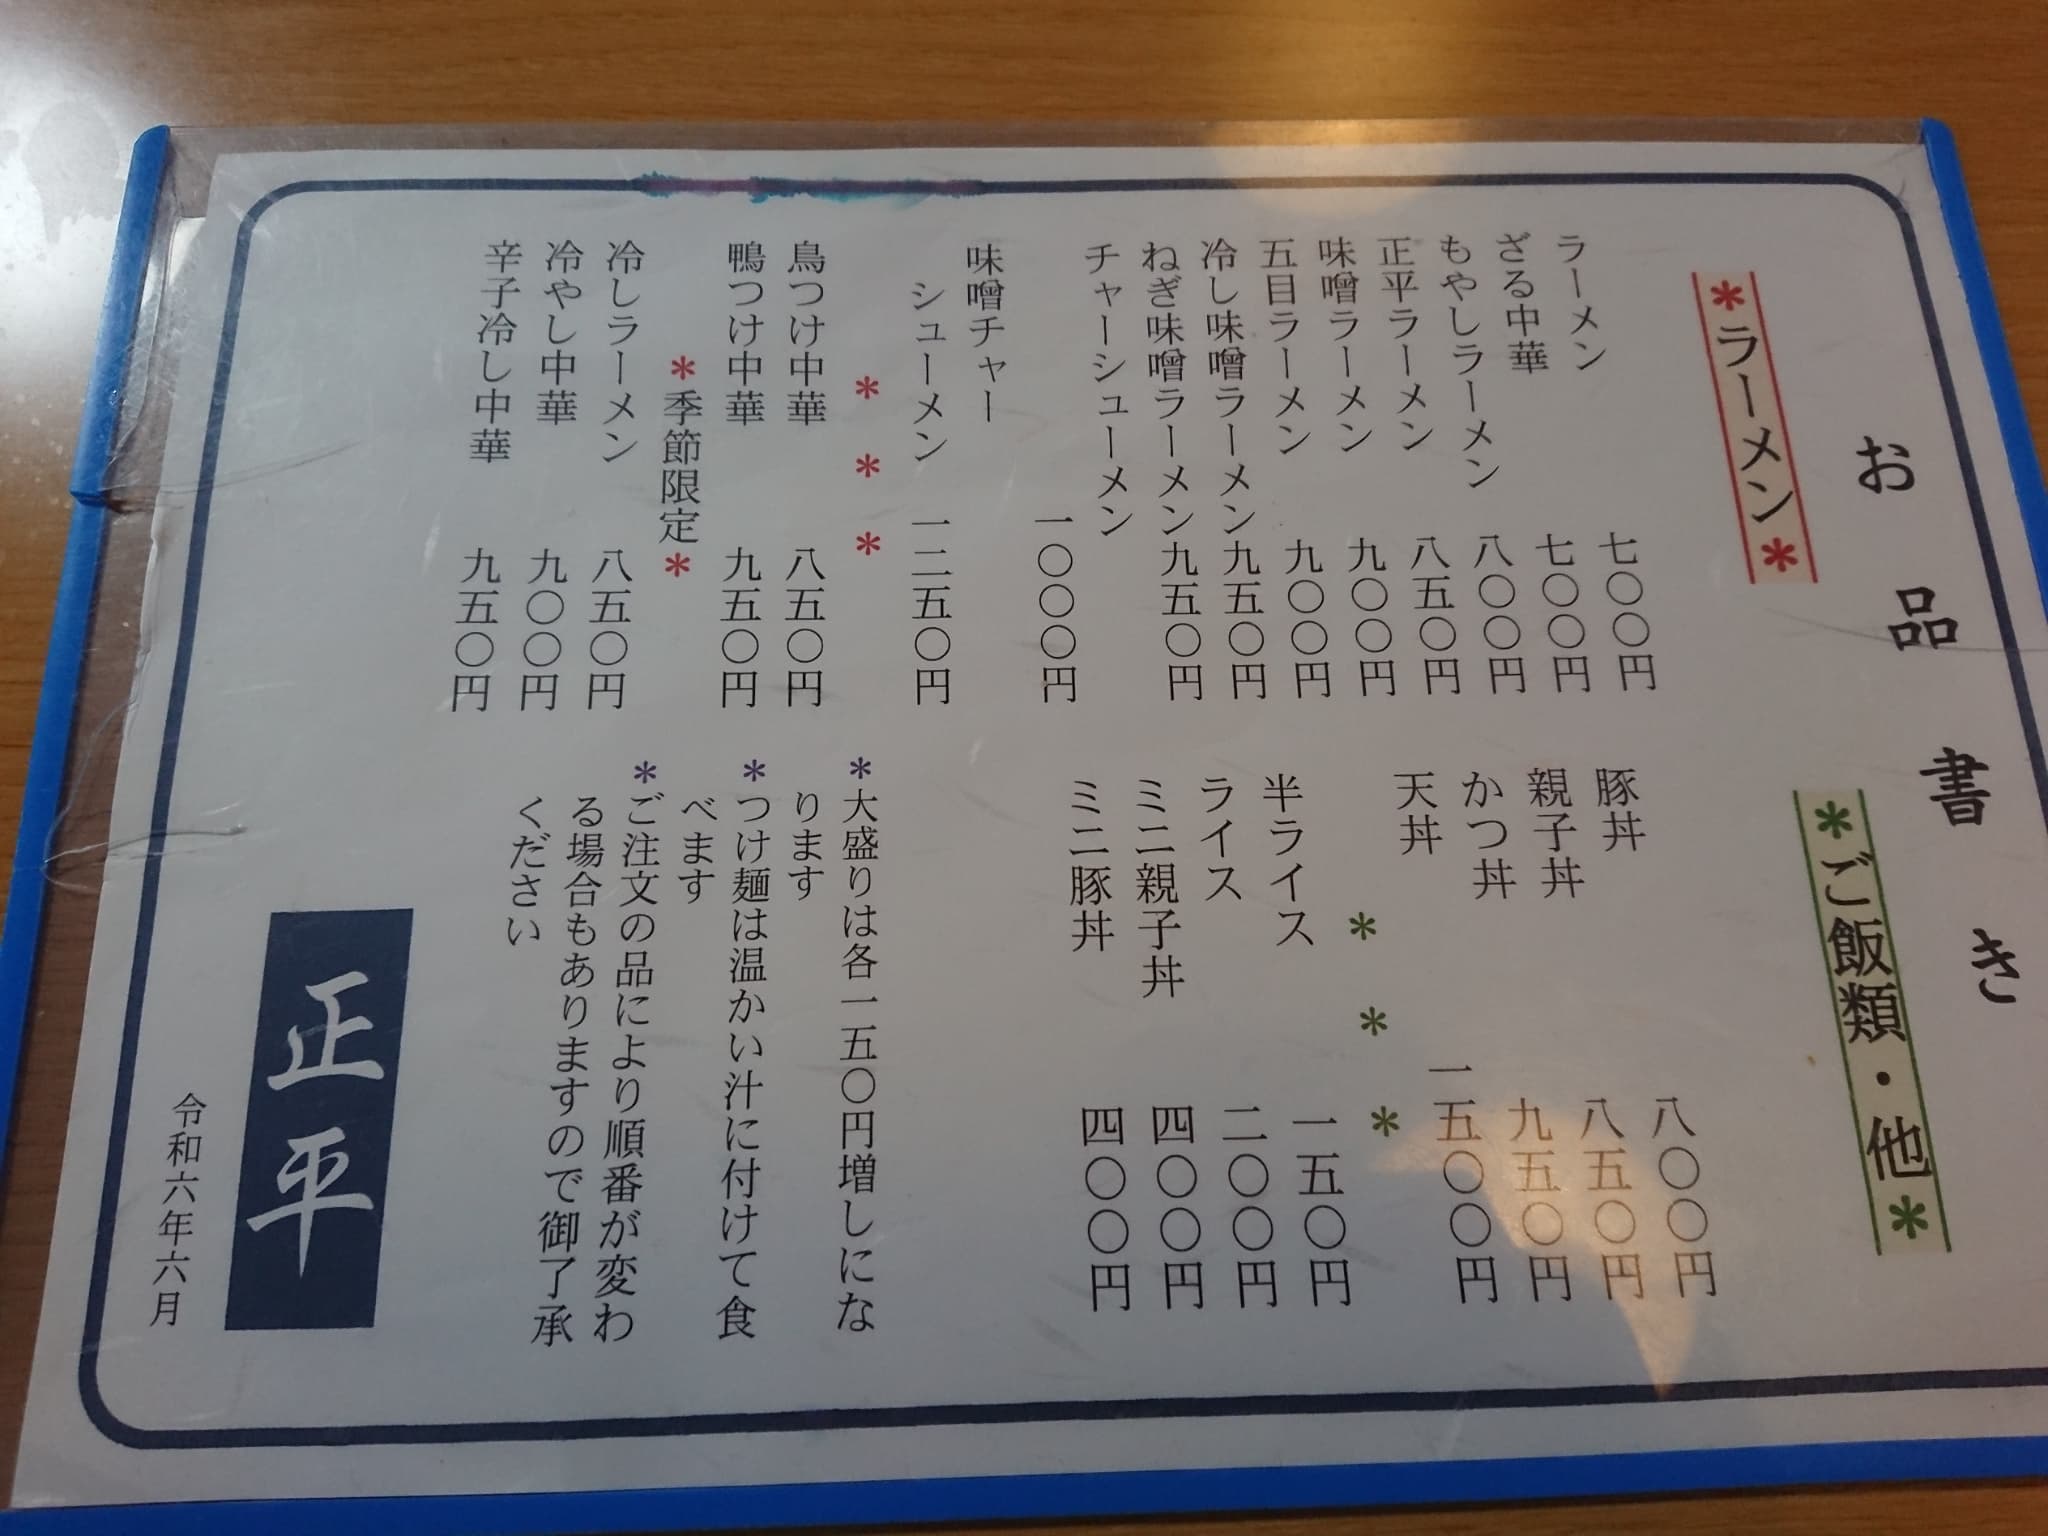 お品書き
＊ラーメン＊
ラーメン 七〇〇円
ざる中華 七〇〇円
もやしラーメン 八〇〇円
正平ラーメン 八五〇円
味噌ラーメン 九〇〇円
五目ラーメン 九〇〇円
冷し味噌ラーメン 九五〇円
ねぎ味噌ラーメン 九五〇円
チャーシューメン
一〇〇〇円
味噌チャー
シューメン 一二五〇円
＊ ＊ ＊
鳥つけ中華 八五〇円
鴨つけ中華 九五〇円
＊季節限定＊
冷しラーメン 八五〇円
冷やし中華 九〇〇円
辛子冷し中華 九五〇円
＊ご飯類・他＊
豚丼 八〇〇円
親子丼 八五〇円
かつ丼 九五〇円
天丼 一五〇〇円
＊ ＊ ＊
半ライス 一五〇円
ライス 二〇〇円
ミニ親子丼 四〇〇円
ミニ豚丼 四〇〇円
＊大盛りは各一五〇円増しにな
ります
＊つけ麺は温かい汁に付けて食
べます
＊ご注文の品により順番が変わ
る場合もありますので御了承
ください
正平
令和六年六月